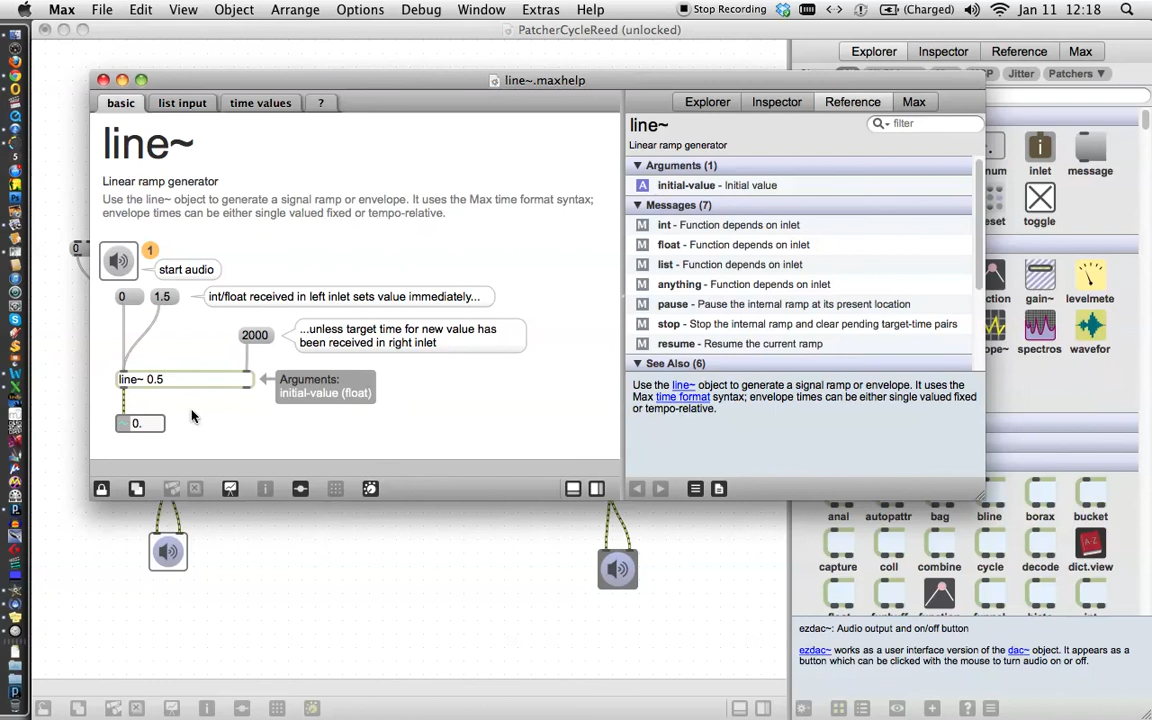 Max File Edit View Object Arrange Options Debug Window Extras Help Stop Recording (Charged) Jan 11 12:18
PatcherCycleReed (unlocked)
Explorer Inspector Reference Max
Jitter Patchers
line~.maxhelp
basic list input time values ?
Explorer Inspector Reference Max
line~
Linear ramp generator
Use the line~ object to generate a signal ramp or envelope. It uses the Max time format syntax;
envelope times can be either single valued fixed or tempo-relative.
1
start audio
0 1.5 int/float received in left inlet sets value immediately...
2000 ...unless target time for new value has
been received in right inlet
line~ 0.5
Arguments:
initial-value (float)
0.
0
line~
filter
Linear ramp generator
Arguments (1)
A initial-value - Initial value
Messages (7)
M int - Function depends on inlet
M float - Function depends on inlet
M list - Function depends on inlet
M anything - Function depends on inlet
M pause - Pause the internal ramp at its present location
M stop - Stop the internal ramp and clear pending target-time pairs
M resume - Resume the current ramp
See Also (6)
Use the line~ object to generate a signal ramp or envelope. It uses the
Max time format syntax; envelope times can be either single valued fixed
or tempo-relative.
num inlet message
toggle
gain~ levelmete
wavefor
anal autopattr bag bline borax bucket
capture coll combine cycle decode dict.view
A-Z
ezdac~: Audio output and on/off button
ezdac~ works as a user interface version of the dac~ object. It appears as a
button which can be clicked with the mouse to turn audio on or off.